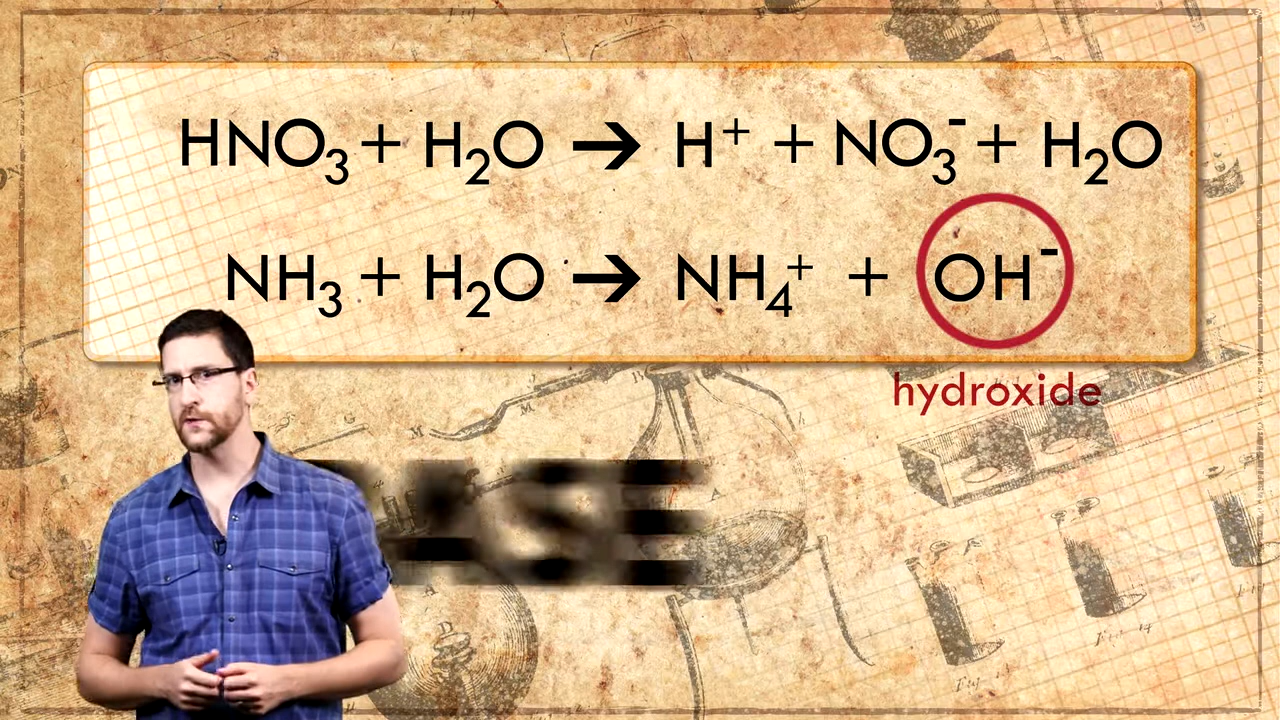 HNO₃ + H₂O → H⁺ + NO₃⁻ + H₂O
NH₃ + H₂O → NH₄⁺ + OH⁻
hydroxide